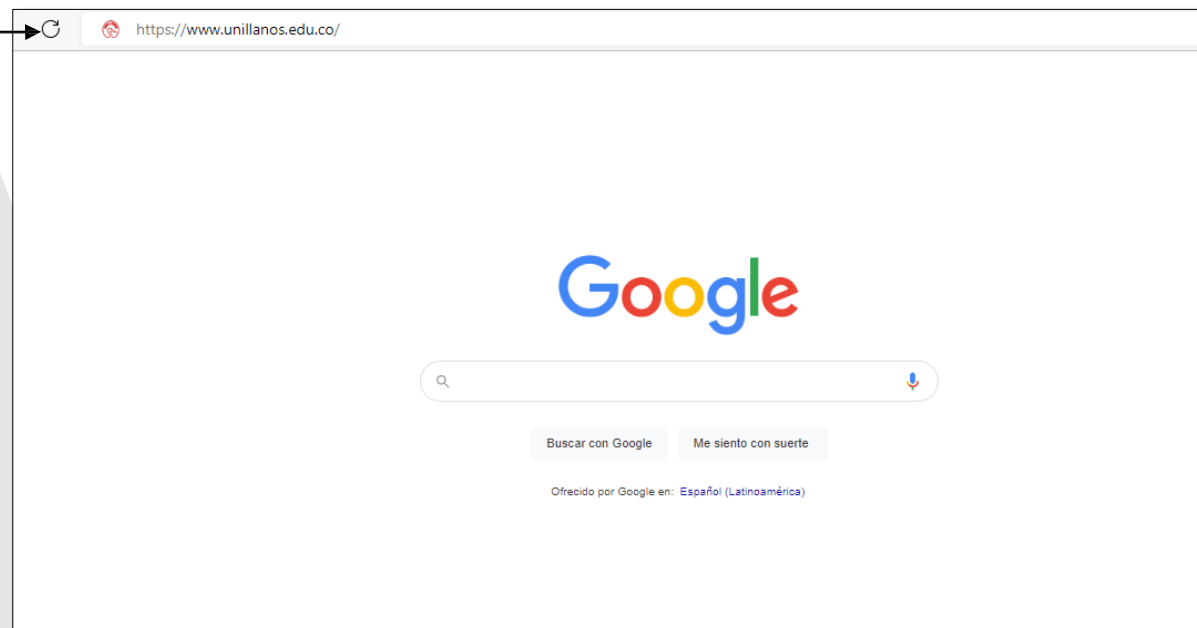 https://www.unillanos.edu.co/
Google
Buscar con Google Me siento con suerte
Ofrecido por Google en: Español (Latinoamérica)